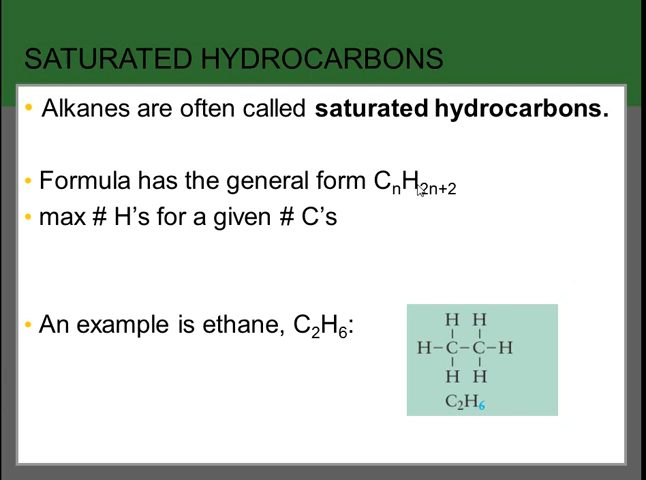 SATURATED HYDROCARBONS
• Alkanes are often called saturated hydrocarbons.
• Formula has the general form CₙH₂ₙ₊₂
• max # H’s for a given # C’s
• An example is ethane, C₂H₆:
H H
H–C–C–H
H H
C₂H₆